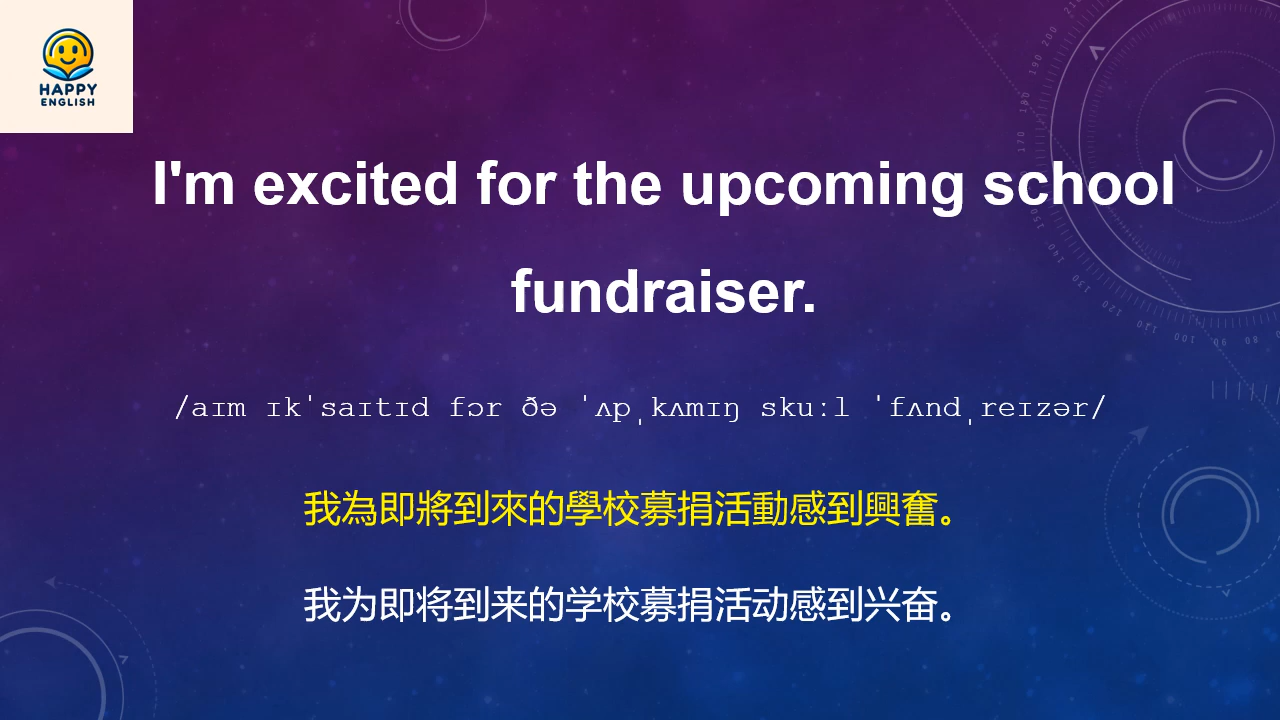 HAPPY
ENGLISH
I'm excited for the upcoming school
fundraiser.
/aɪm ɪkˈsaɪtɪd fɔr ðə ˈʌpˌkʌmɪŋ skuːl ˈfʌndˌreɪzər/
我為即將到來的學校募捐活動感到興奮。
我为即将到来的学校募捐活动感到兴奋。